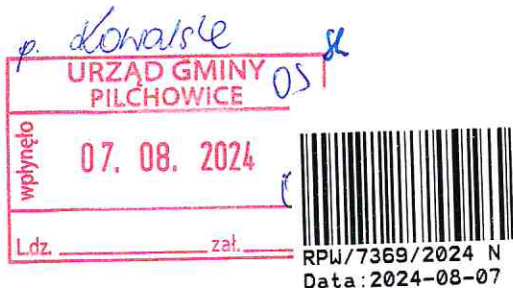 p. Kowalske
URZĄD GMINY
PILCHOWICE
OS
wpłynęło
07. 08. 2024
L.dz. zał.
RPW/7369/2024 N
Data:2024-08-07